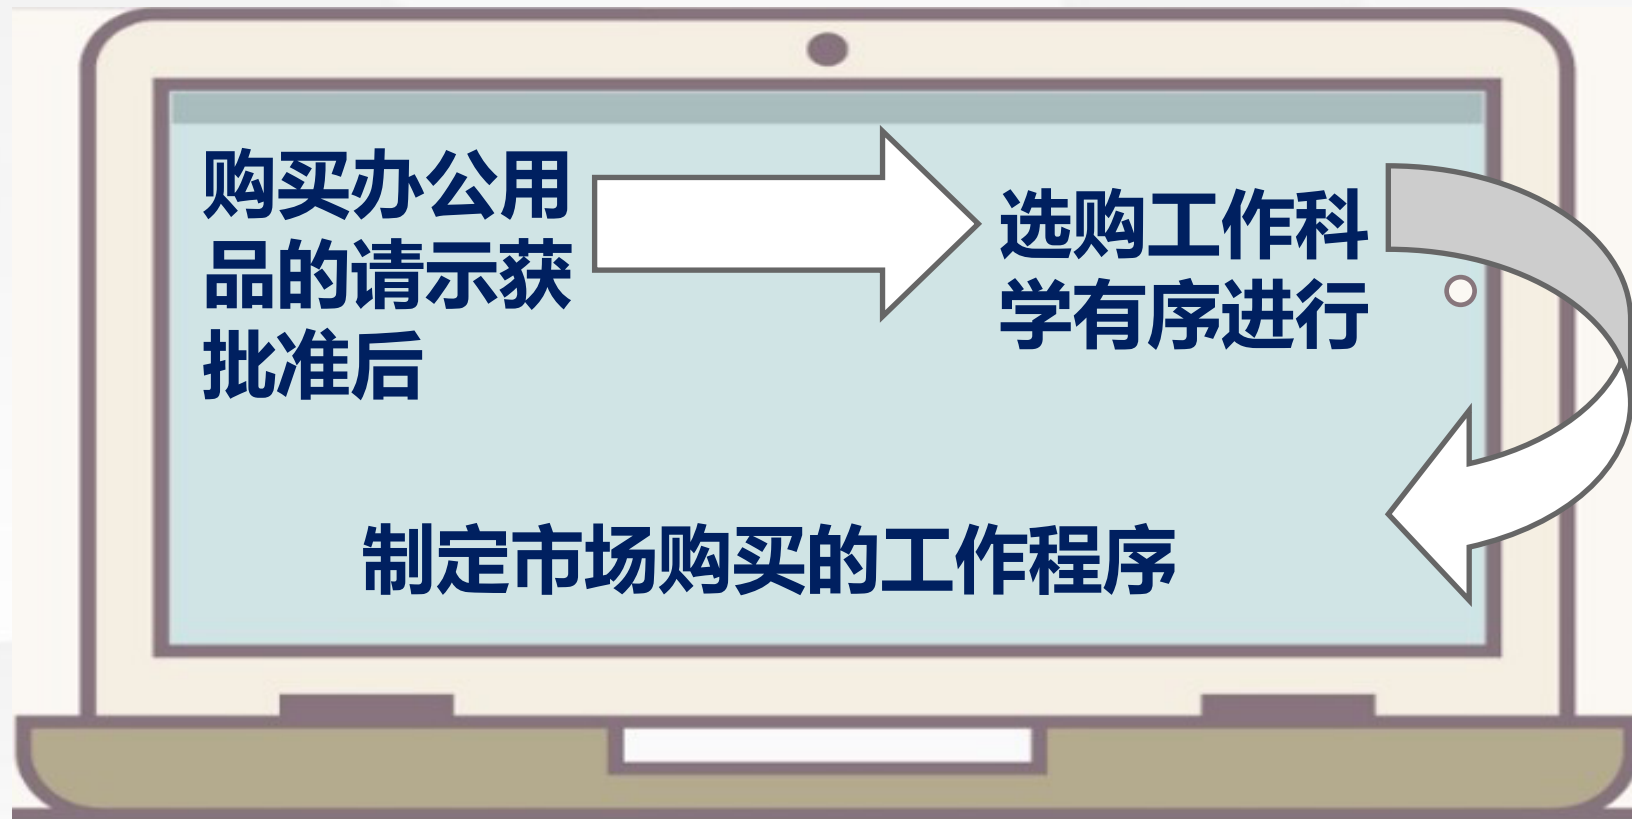 购买办公用
品的请示获
批准后
选购工作科
学有序进行
制定市场购买的工作程序